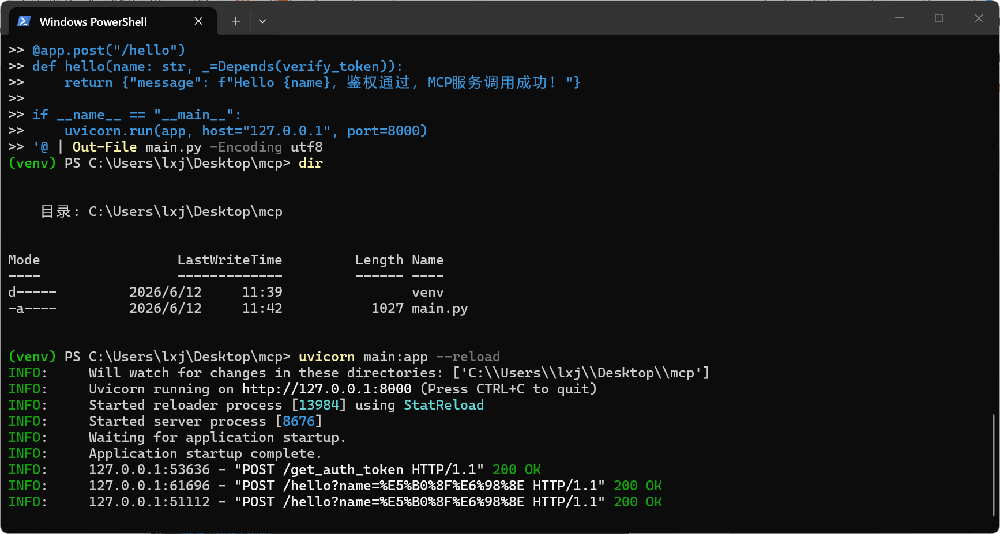 Windows PowerShell
>> @app.post("/hello")
>> def hello(name: str, _=Depends(verify_token)):
>>     return {"message": f"Hello {name}，鉴权通过，MCP服务调用成功！"}
>>
>> if __name__ == "__main__":
>>     uvicorn.run(app, host="127.0.0.1", port=8000)
>> '@ | Out-File main.py -Encoding utf8
(venv) PS C:\Users\lxj\Desktop\mcp> dir
目录: C:\Users\lxj\Desktop\mcp
Mode                 LastWriteTime         Length Name
----                 -------------         ------ ----
d-----         2026/6/12     11:39                venv
-a----         2026/6/12     11:42           1027 main.py
(venv) PS C:\Users\lxj\Desktop\mcp> uvicorn main:app --reload
INFO:     Will watch for changes in these directories: ['C:\\Users\\lxj\\Desktop\\mcp']
INFO:     Uvicorn running on http://127.0.0.1:8000 (Press CTRL+C to quit)
INFO:     Started reloader process [13984] using StatReload
INFO:     Started server process [8676]
INFO:     Waiting for application startup.
INFO:     Application startup complete.
INFO:     127.0.0.1:53636 - "POST /get_auth_token HTTP/1.1" 200 OK
INFO:     127.0.0.1:61696 - "POST /hello?name=%E5%B0%8F%E6%98%8E HTTP/1.1" 200 OK
INFO:     127.0.0.1:51112 - "POST /hello?name=%E5%B0%8F%E6%98%8E HTTP/1.1" 200 OK